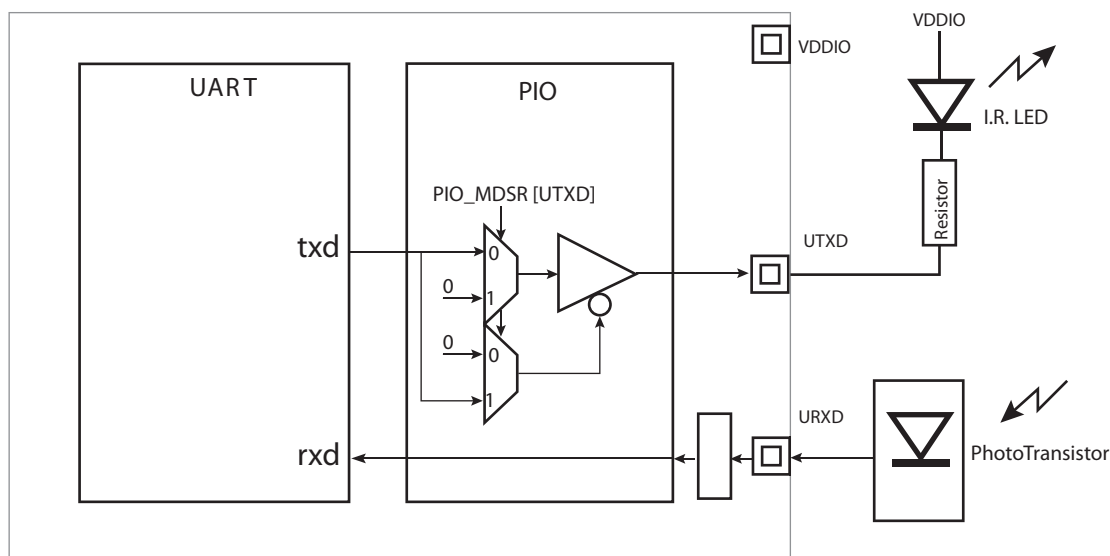 VDDIO
VDDIO
UART
PIO
I.R. LED
PIO_MDSR [UTXD]
Resistor
txd
0
UTXD
0
1
0
0
1
URXD
rxd
PhotoTransistor